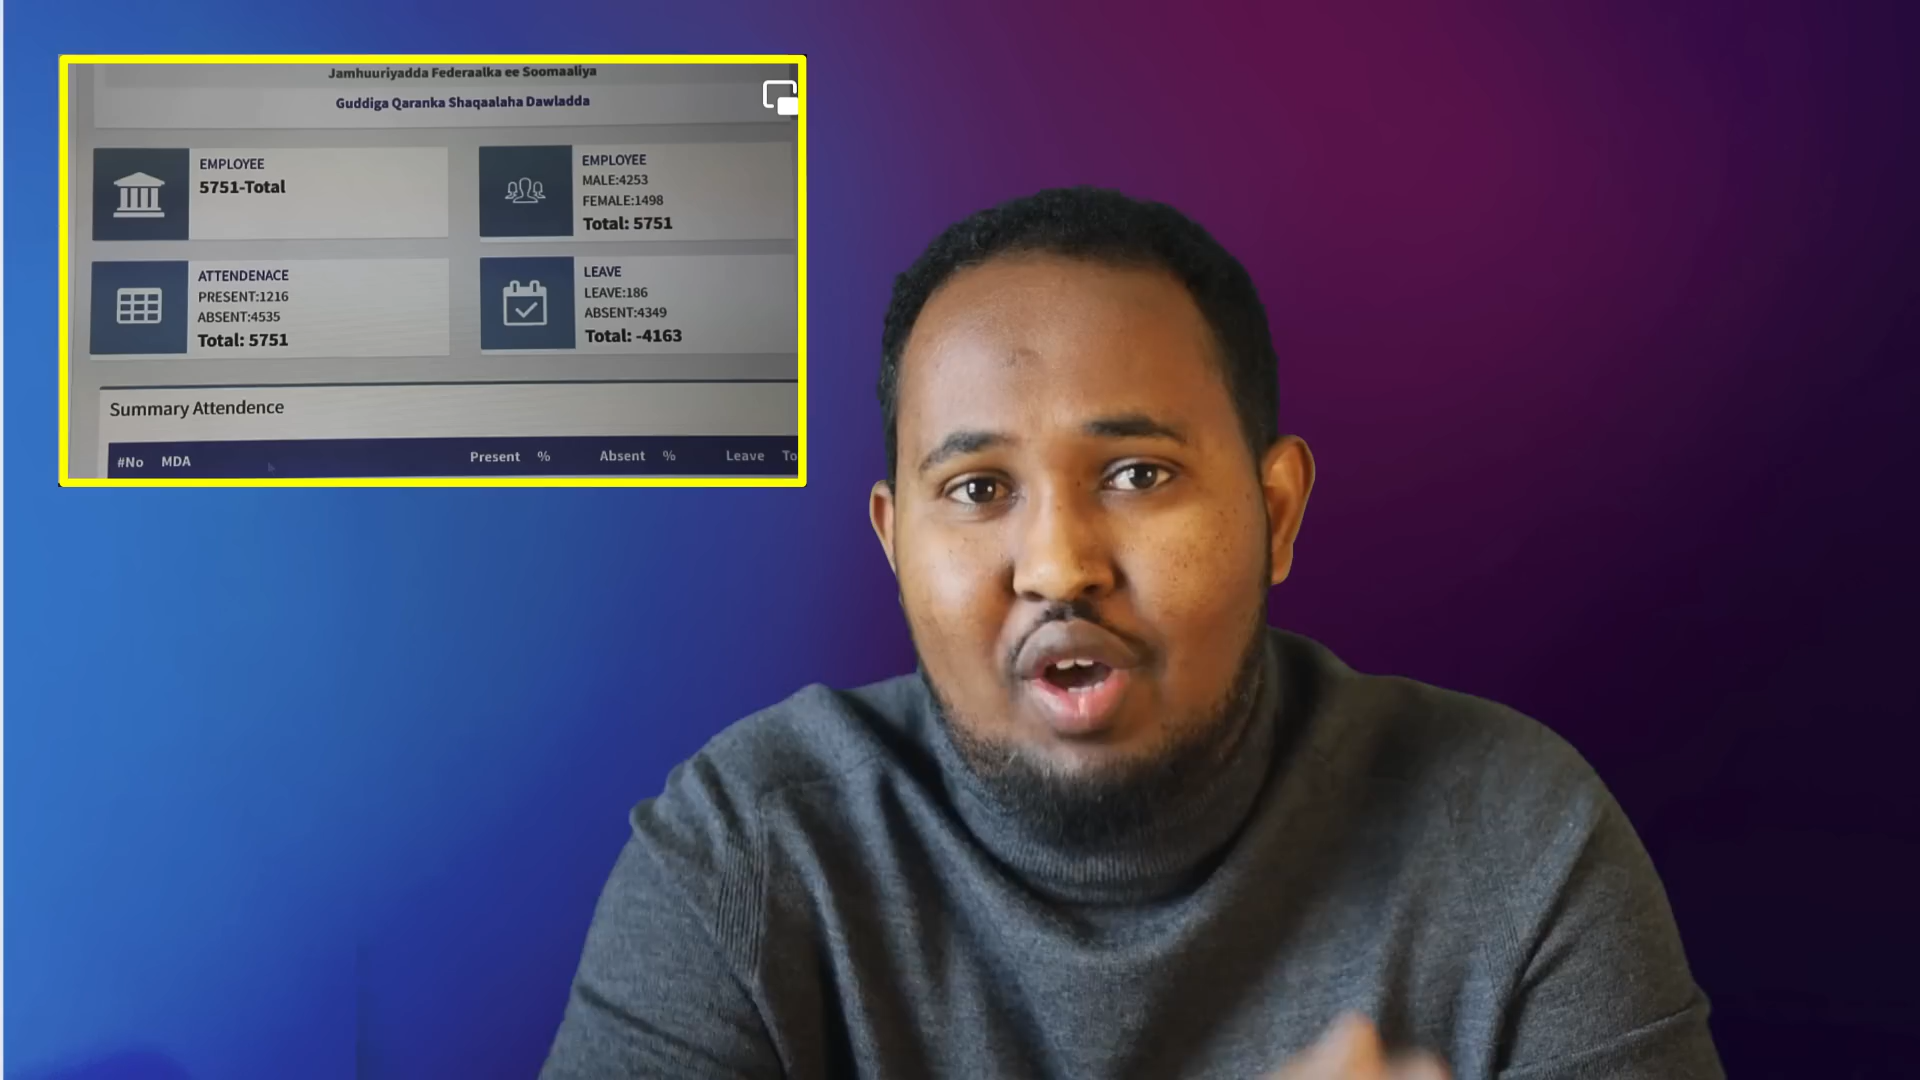 Jamhuuriyadda Federaalka ee Soomaaliya
Guddiga Qaranka Shaqaalaha Dawladda
EMPLOYEE
5751-Total
EMPLOYEE
MALE:4253
FEMALE:1498
Total: 5751
ATTENDENACE
PRESENT:1216
ABSENT:4535
Total: 5751
LEAVE
LEAVE:186
ABSENT:4349
Total: -4163
Summary Attendence
#No MDA Present % Absent % Leave To